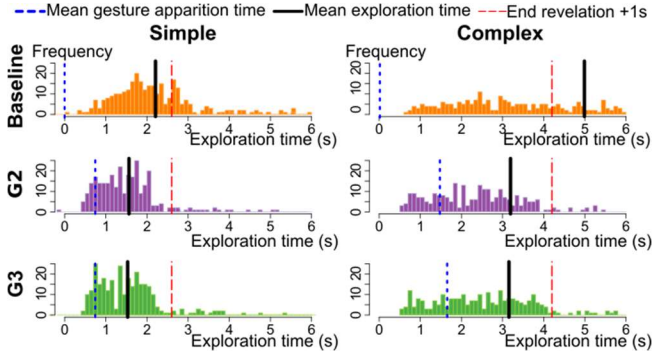 Mean gesture apparition time Mean exploration time End revelation +1s
Simple Complex
Baseline
Frequency
0 10 20
0 1 2 3 4 5 6
Exploration time (s)
0 10 20
0 1 2 3 4 5 6
Exploration time (s)
G2
0 10 20
0 1 2 3 4 5 6
Exploration time (s)
0 10 20
0 1 2 3 4 5 6
Exploration time (s)
G3
0 10 20
0 1 2 3 4 5 6
Exploration time (s)
0 10 20
0 1 2 3 4 5 6
Exploration time (s)